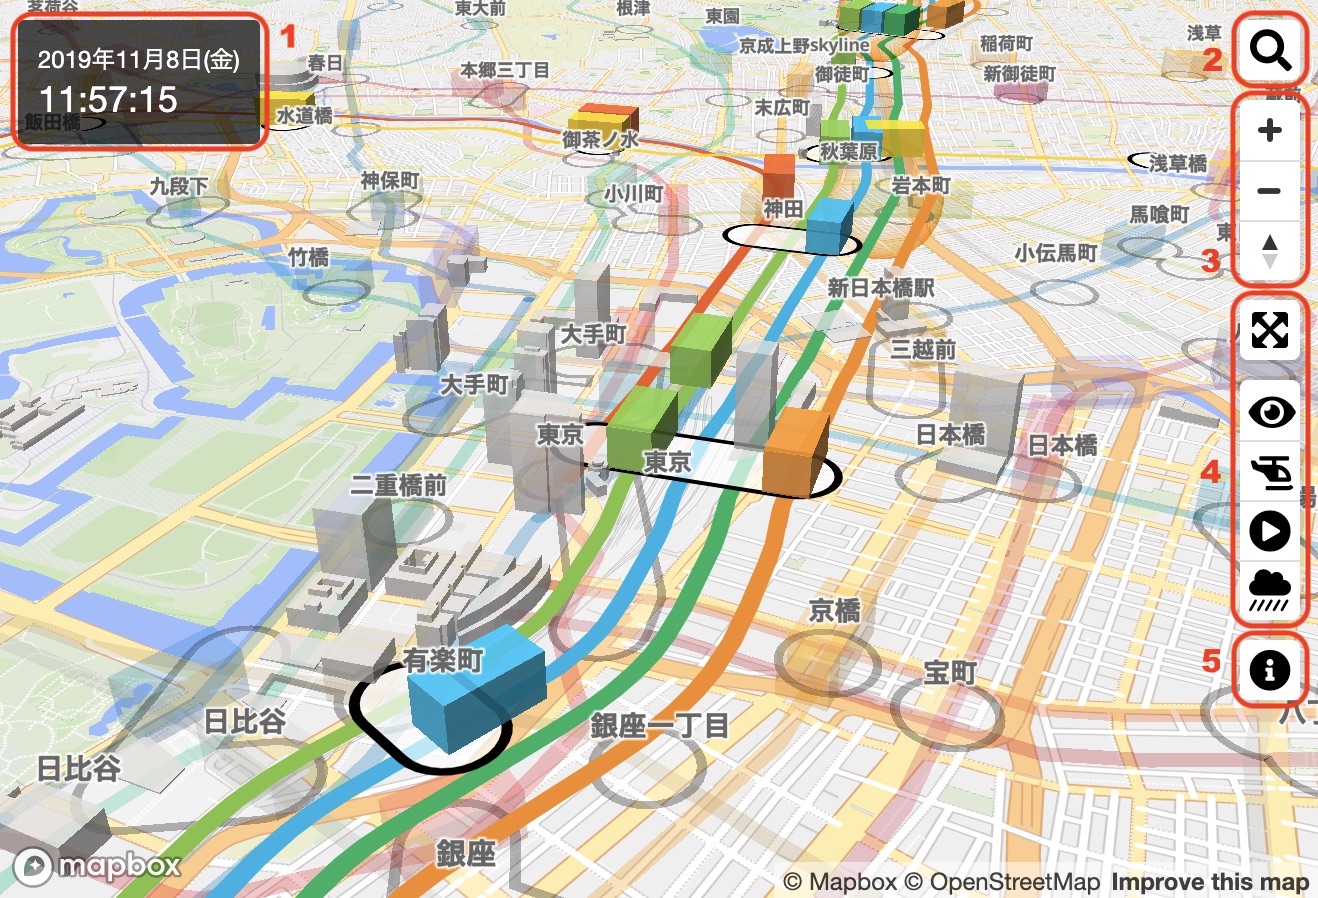 茗荷谷
東大前
根津
東園
2019年11月8日(金)
11:57:15
1
飯田橋
春日
水道橋
本郷三丁目
京成上野skyline
稲荷町
浅草
2
御徒町
新御徒町
末広町
蔵前
御茶ノ水
秋葉原
浅草橋
九段下
神保町
小川町
岩本町
神田
馬喰町
竹橋
小伝馬町
3
新日本橋駅
大手町
三越前
大手町
東京
東京
日本橋
日本橋
二重橋前
4
京橋
有楽町
5
宝町
日比谷
銀座一丁目
日比谷
銀座
mapbox
© Mapbox © OpenStreetMap Improve this map